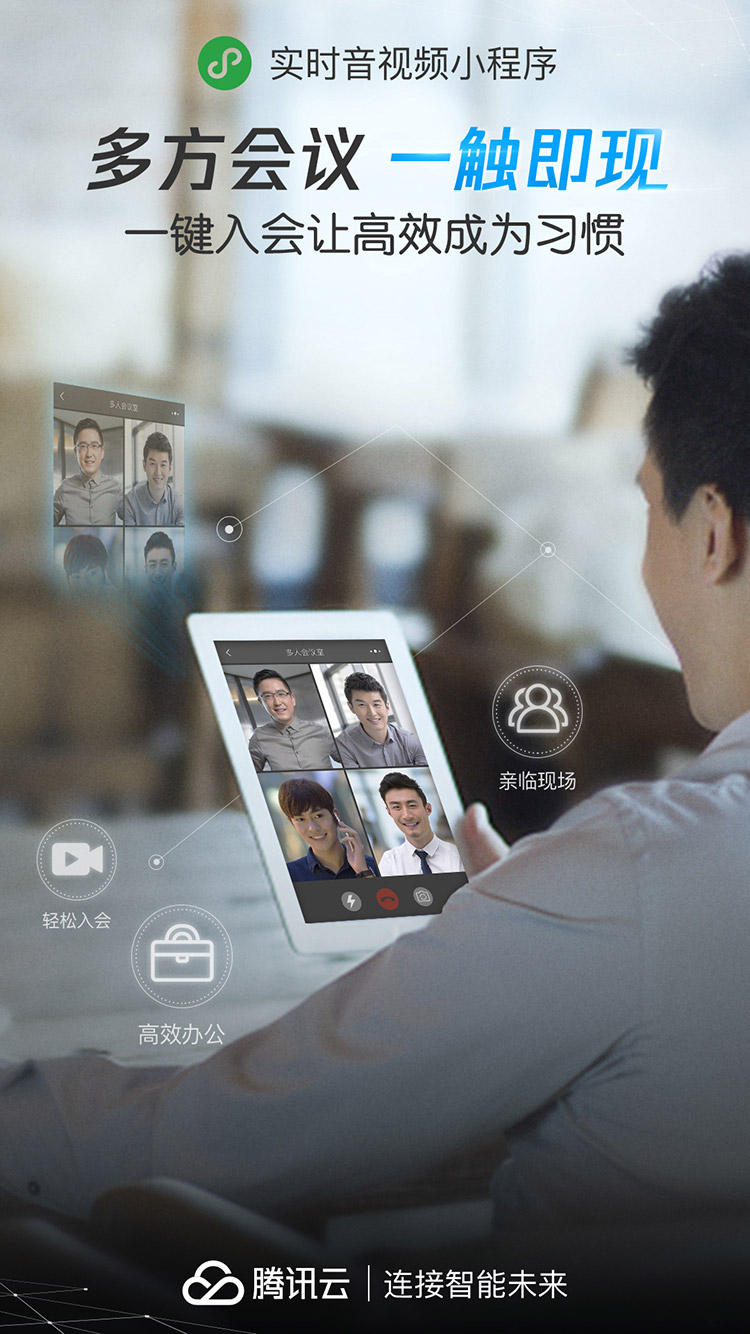 实时音视频小程序
多方会议 一触即现
一键入会让高效成为习惯
多人会议室
多人会议室
亲临现场
轻松入会
高效办公
腾讯云 | 连接智能未来